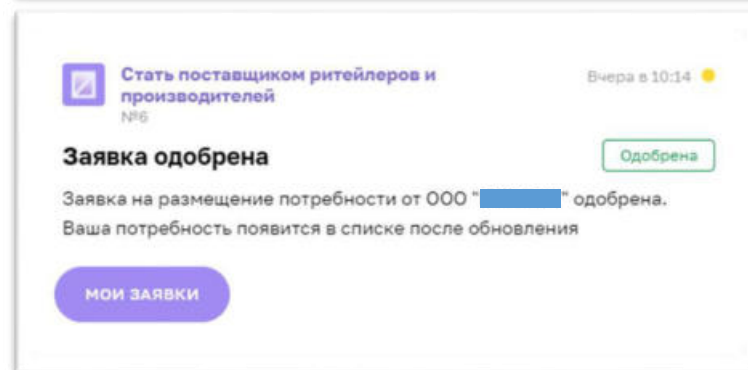 Стать поставщиком ритейлеров и
производителей
Вчера в 10:14
№6
Заявка одобрена
Одобрена
Заявка на размещение потребности от ООО " " одобрена.
Ваша потребность появится в списке после обновления
МОИ ЗАЯВКИ